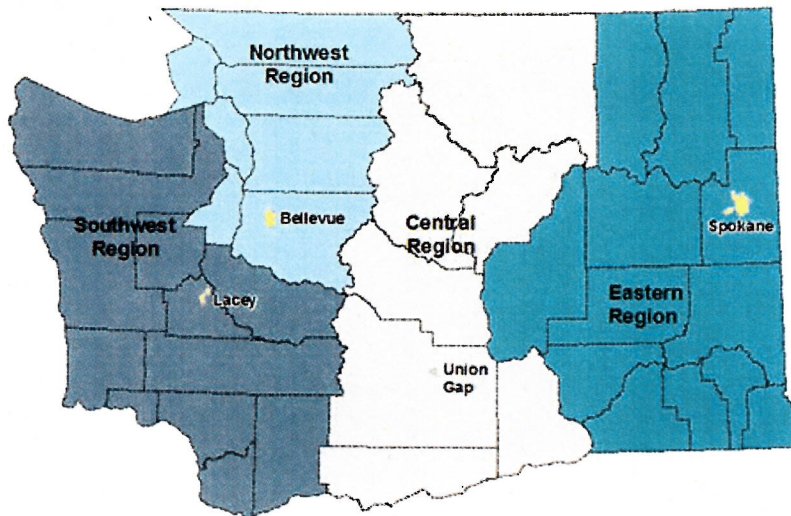 Northwest
Region
Bellevue
Southwest
Region
Central
Region
Spokane
Lacey
Eastern
Region
Union
Gap